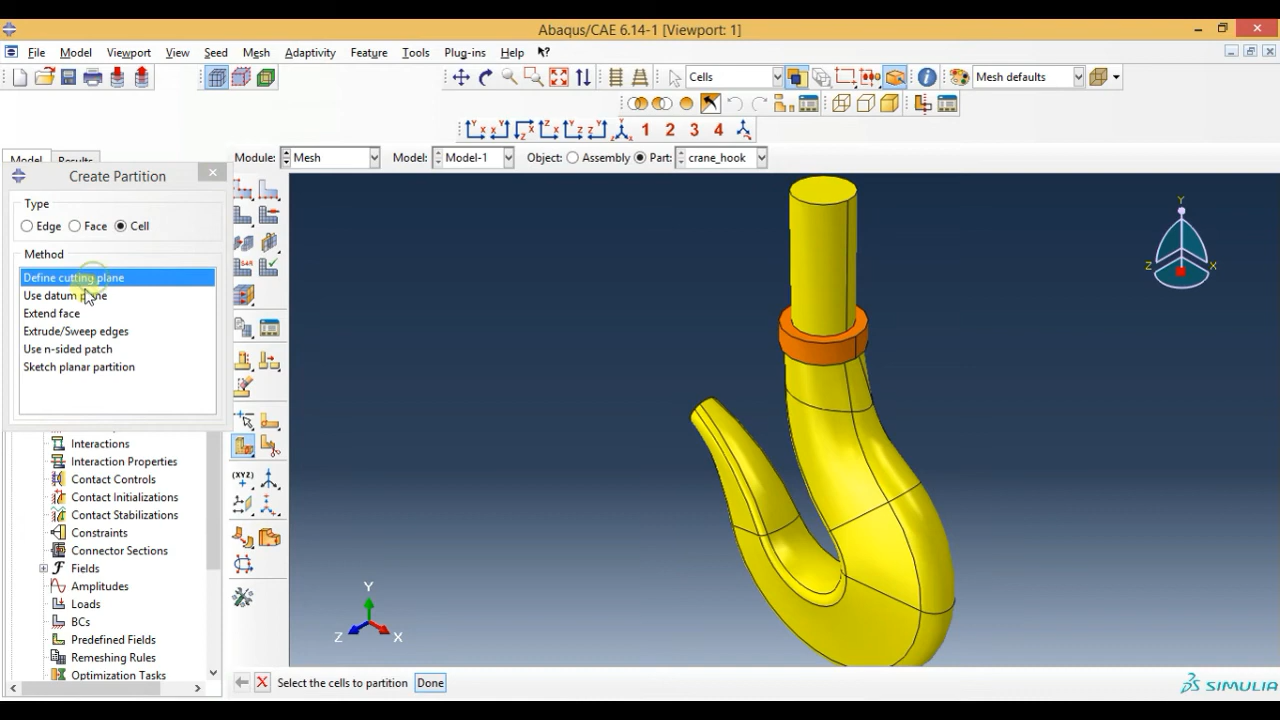 Abaqus/CAE 6.14-1 [Viewport: 1]
File Model Viewport View Seed Mesh Adaptivity Feature Tools Plug-ins Help
Cells Mesh defaults
1 2 3 4
Model Results Module: Mesh Model: Model-1 Object: Assembly Part: crane_hook
Create Partition
Type
Edge Face Cell
Method
Define cutting plane
Use datum plane
Extend face
Extrude/Sweep edges
Use n-sided patch
Sketch planar partition
Interactions
Interaction Properties
Contact Controls
Contact Initializations
Contact Stabilizations
Constraints
Connector Sections
Fields
Amplitudes
Loads
BCs
Predefined Fields
Remeshing Rules
Optimization Tasks
(XYZ)
Y
Z X
Y
Z X
Select the cells to partition Done
SIMULIA